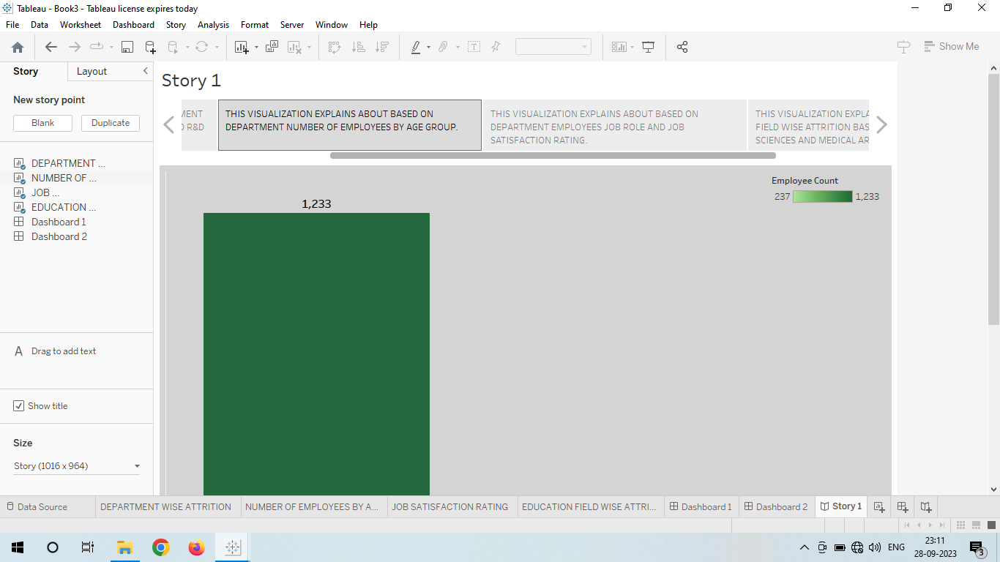 Tableau - Book3 - Tableau license expires today
File Data Worksheet Dashboard Story Analysis Format Server Window Help
Show Me
Story Layout
New story point
Blank Duplicate
DEPARTMENT ...
NUMBER OF ...
JOB ...
EDUCATION ...
Dashboard 1
Dashboard 2
A Drag to add text
Show title
Size
Story (1016 x 964)
Story 1
MENT
O R&D
THIS VISUALIZATION EXPLAINS ABOUT BASED ON
DEPARTMENT NUMBER OF EMPLOYEES BY AGE GROUP.
THIS VISUALIZATION EXPLAINS ABOUT BASED ON
DEPARTMENT EMPLOYEES JOB ROLE AND JOB
SATISFACTION RATING.
THIS VISUALIZATION EXPLA
FIELD WISE ATTRITION BAS
SCIENCES AND MEDICAL AR
Employee Count
237 1,233
1,233
Data Source DEPARTMENT WISE ATTRITION NUMBER OF EMPLOYEES BY A... JOB SATISFACTION RATING EDUCATION FIELD WISE ATTRI... Dashboard 1 Dashboard 2 Story 1
ENG
23:11
28-09-2023
3